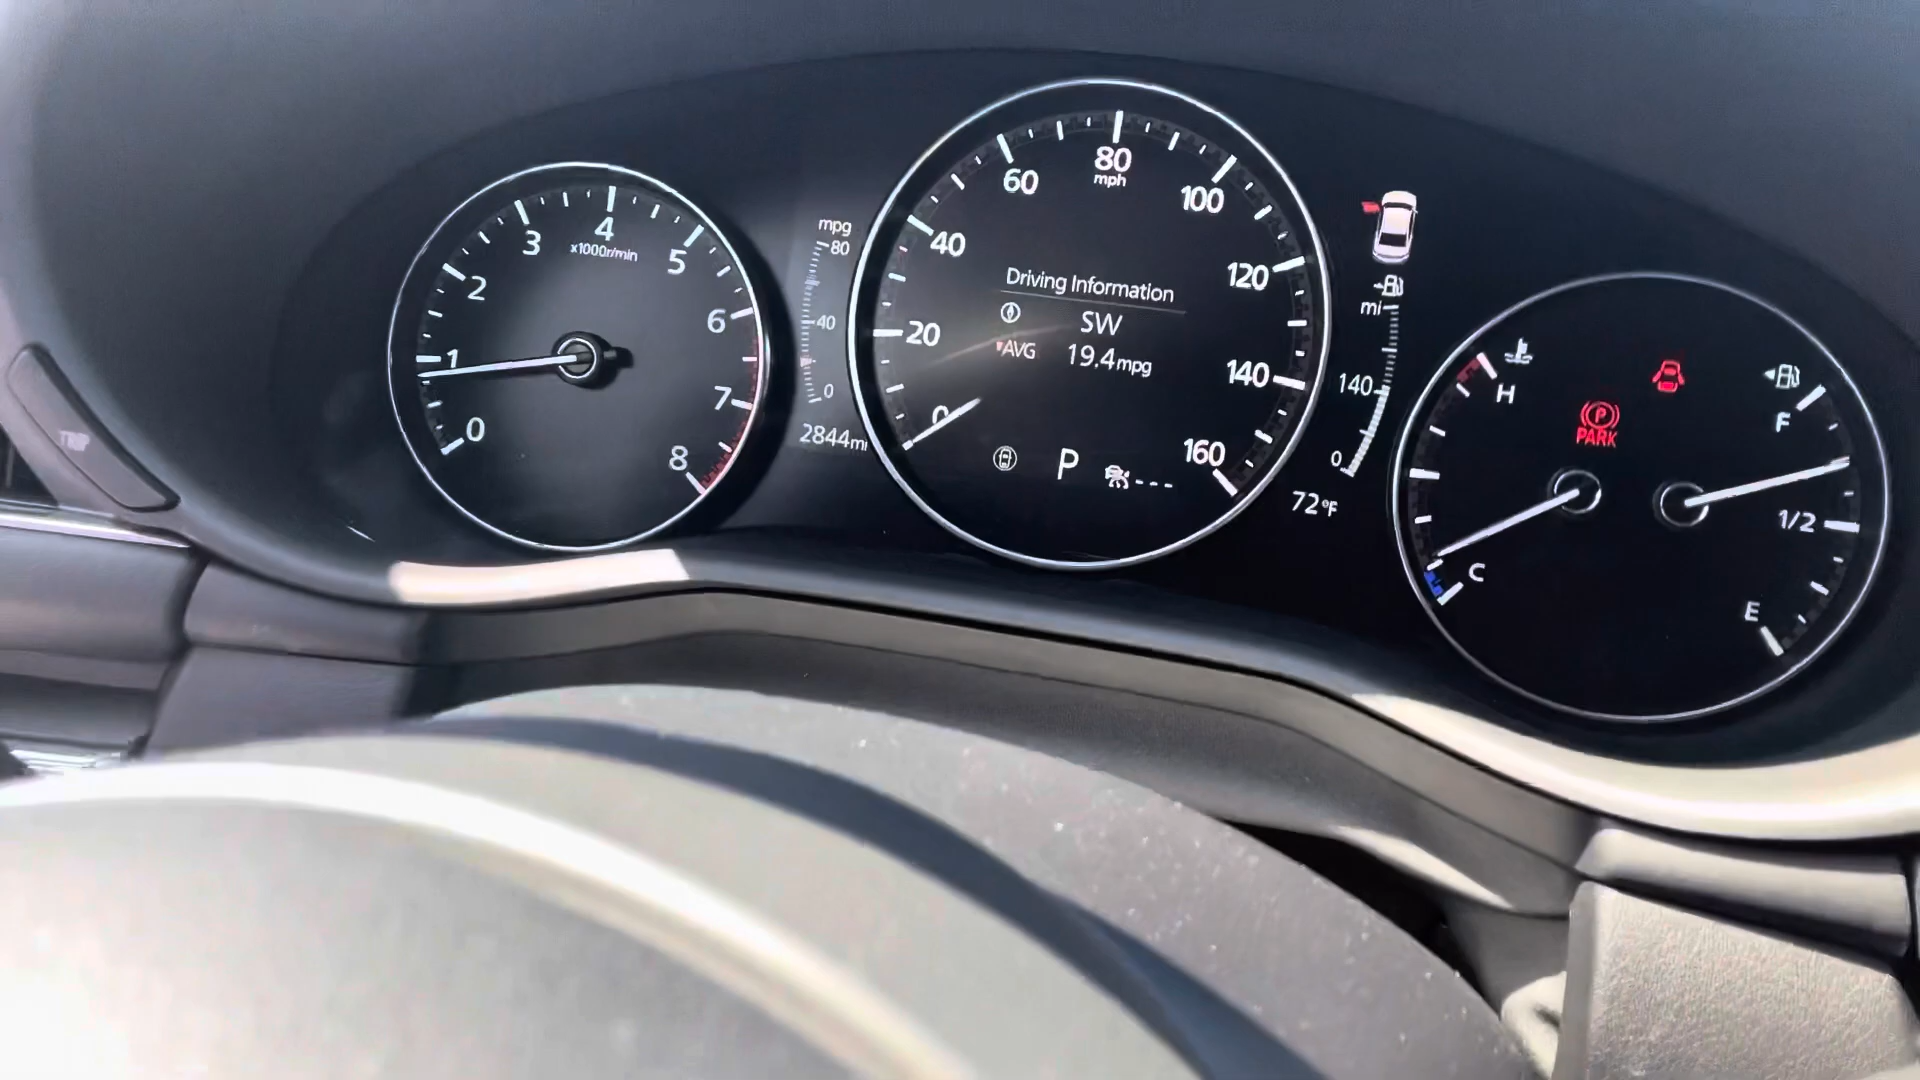 TRIP
0
1
2
3
4
5
6
7
8
x1000r/min
mpg
80
40
0
2844mi
0
20
40
60
80
mph
100
120
140
160
Driving Information
SW
AVG 19.4mpg
P ---
mi
140
0
72°F
H
C
P
PARK
F
1/2
E